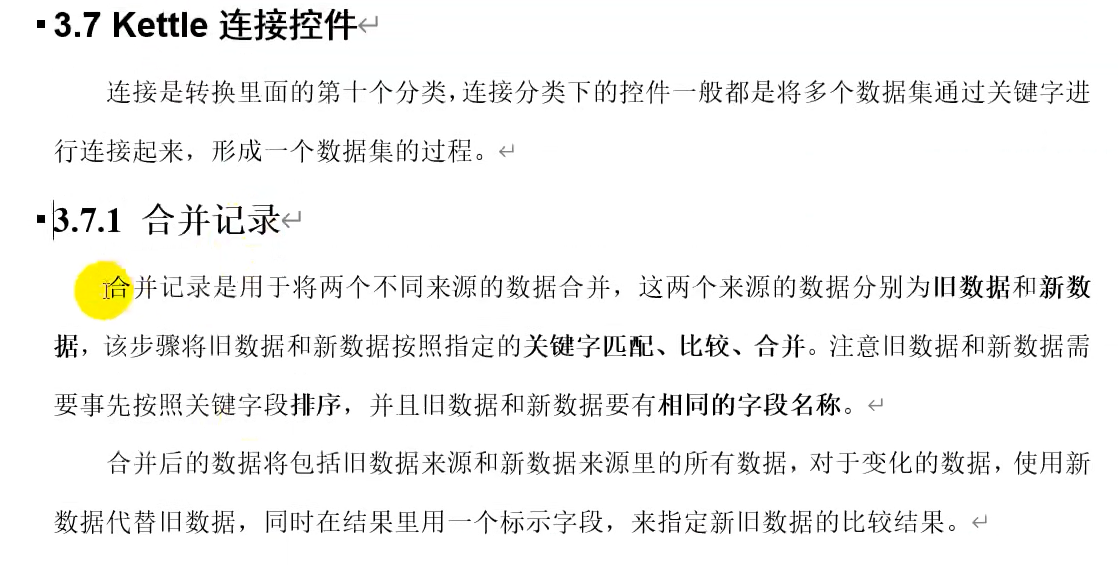 3.7 Kettle 连接控件
连接是转换里面的第十个分类，连接分类下的控件一般都是将多个数据集通过关键字进
行连接起来，形成一个数据集的过程。
3.7.1 合并记录
合并记录是用于将两个不同来源的数据合并，这两个来源的数据分别为旧数据和新数
据，该步骤将旧数据和新数据按照指定的关键字匹配、比较、合并。注意旧数据和新数据需
要事先按照关键字段排序，并且旧数据和新数据要有相同的字段名称。
合并后的数据将包括旧数据来源和新数据来源里的所有数据，对于变化的数据，使用新
数据代替旧数据，同时在结果里用一个标示字段，来指定新旧数据的比较结果。